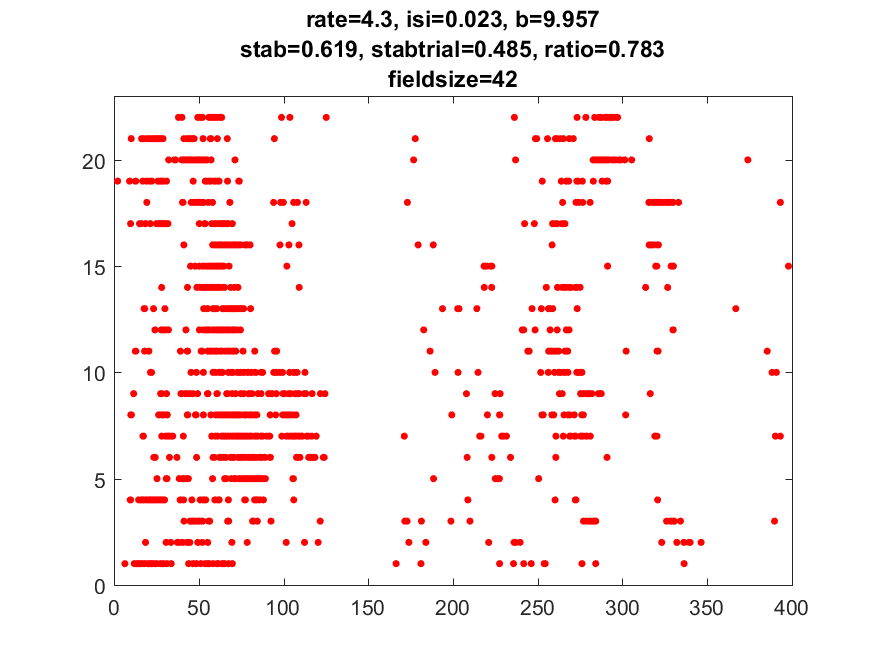 rate=4.3, isi=0.023, b=9.957
stab=0.619, stabtrial=0.485, ratio=0.783
fieldsize=42
20
15
10
5
0
0 50 100 150 200 250 300 350 400